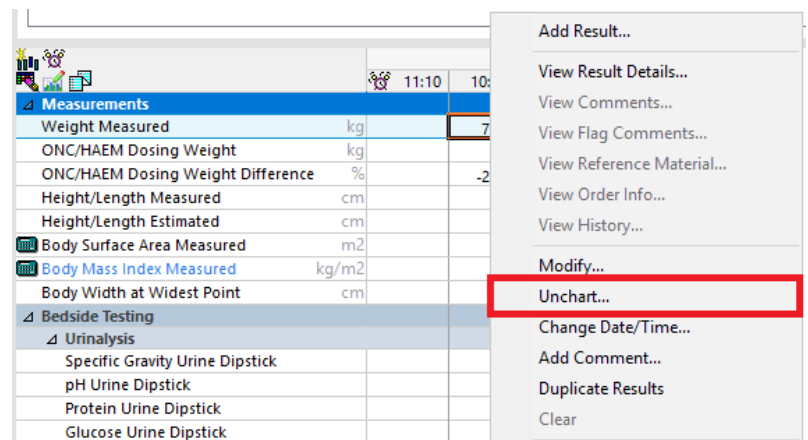 Add Result...
View Result Details...
View Comments...
View Flag Comments...
View Reference Material...
View Order Info...
View History...
Modify...
Unchart...
Change Date/Time...
Add Comment...
Duplicate Results
Clear
11:10 10:
Measurements
Weight Measured kg 7
ONC/HAEM Dosing Weight kg
ONC/HAEM Dosing Weight Difference % -2
Height/Length Measured cm
Height/Length Estimated cm
Body Surface Area Measured m2
Body Mass Index Measured kg/m2
Body Width at Widest Point cm
Bedside Testing
Urinalysis
Specific Gravity Urine Dipstick
pH Urine Dipstick
Protein Urine Dipstick
Glucose Urine Dipstick